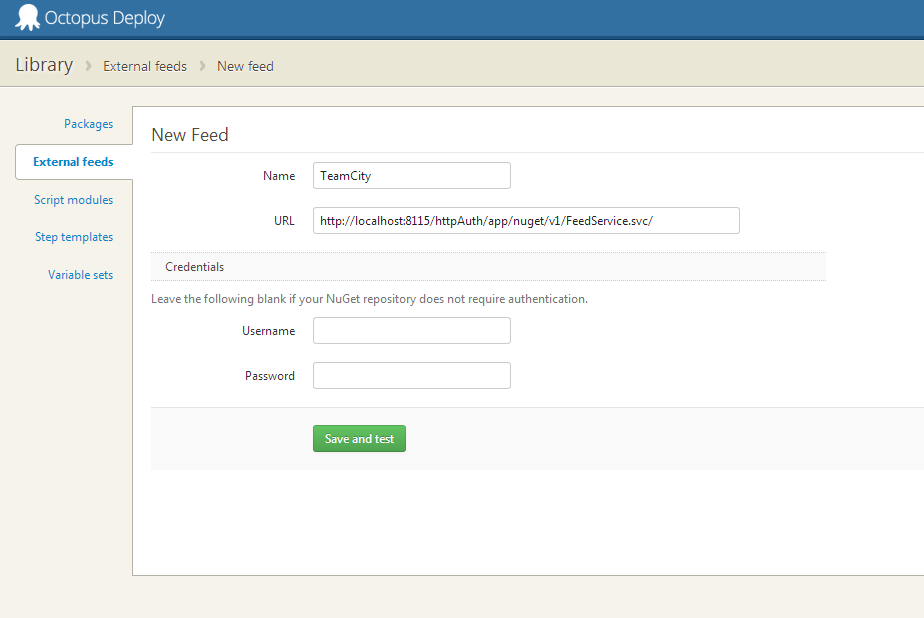 Octopus Deploy
Library › External feeds › New feed
Packages
External feeds
Script modules
Step templates
Variable sets
New Feed
Name TeamCity
URL http://localhost:8115/httpAuth/app/nuget/v1/FeedService.svc/
Credentials
Leave the following blank if your NuGet repository does not require authentication.
Username
Password
Save and test